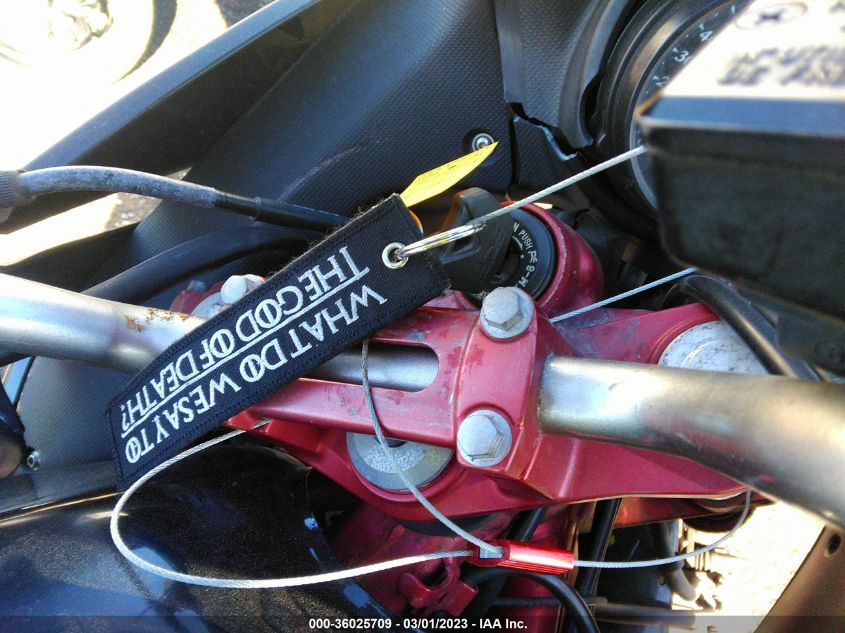 WHAT DO WE SAY TO
THE GOD OF DEATH?
PUSH
000-36025709 - 03/01/2023 - IAA Inc.